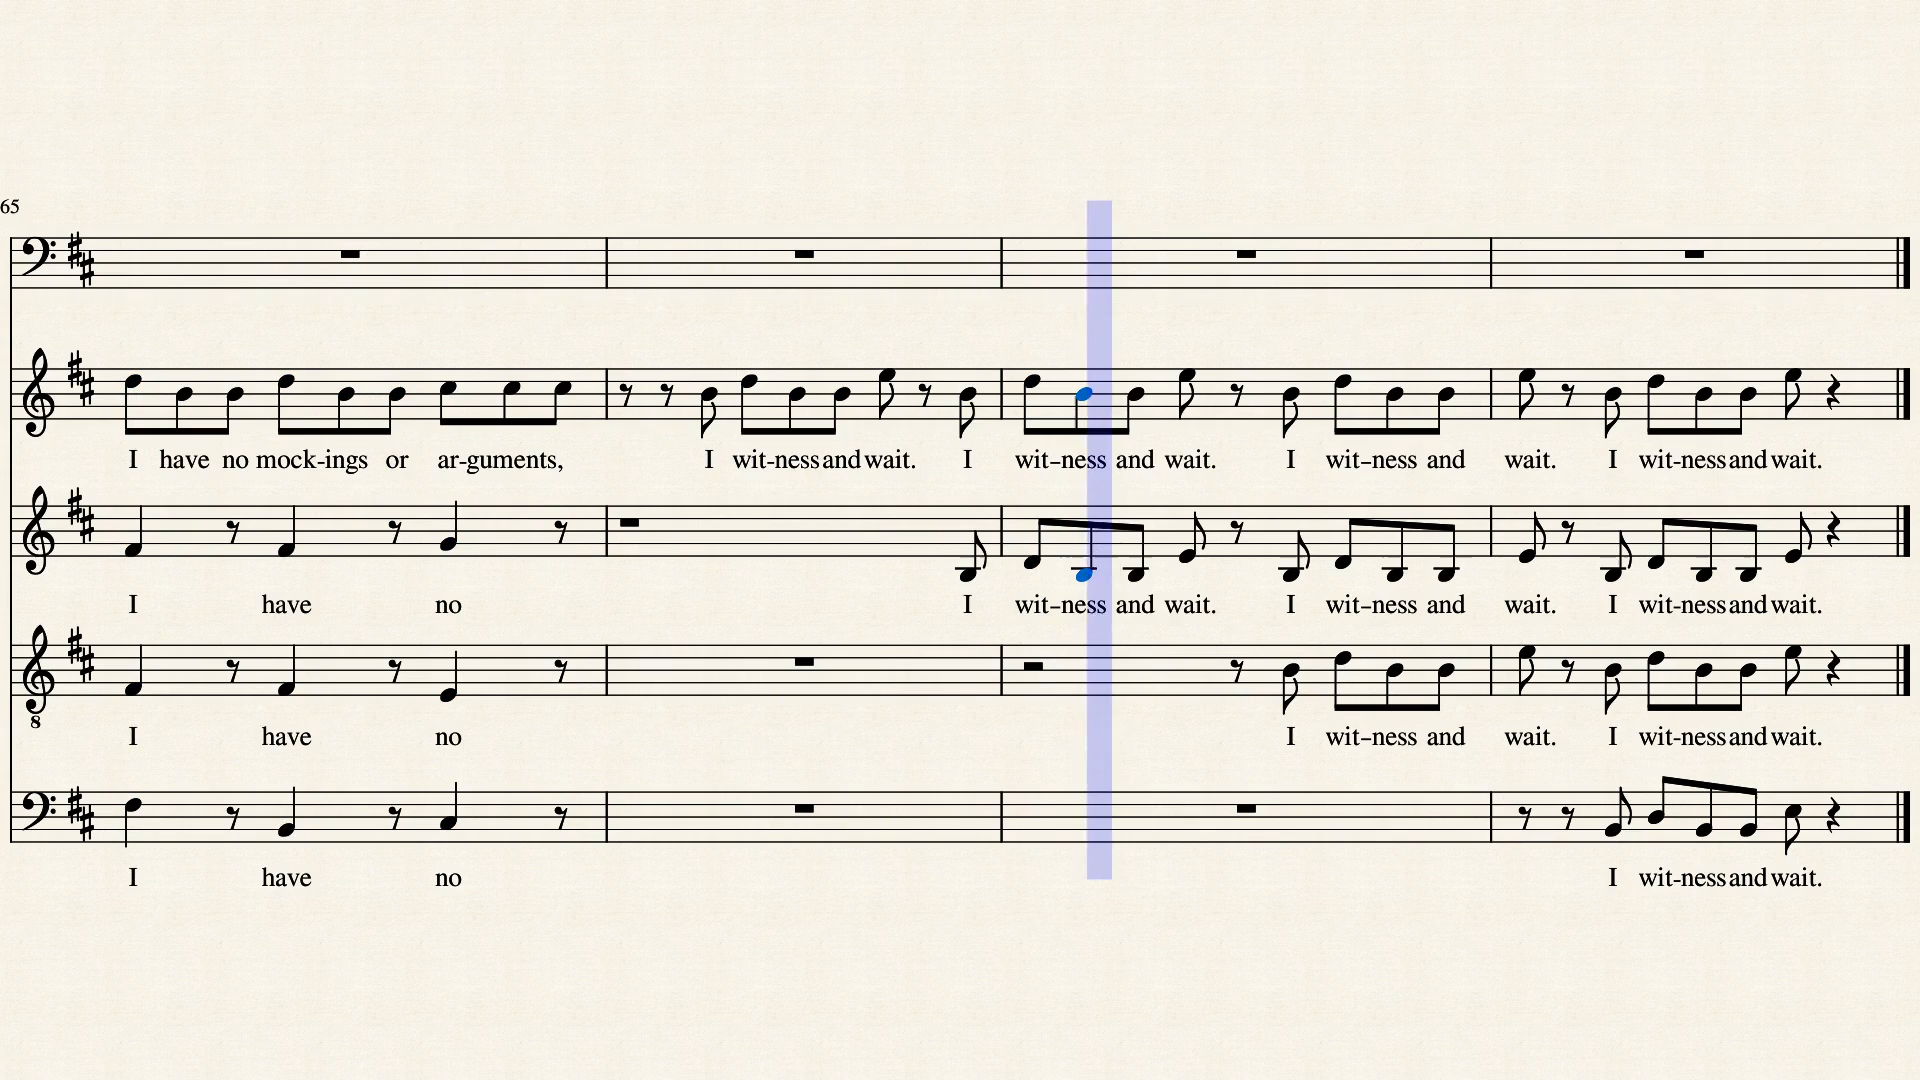 65
I have no mock-ings or ar-guments, I wit-ness and wait. I wit-ness and wait. I wit-ness and wait. I wit-ness and wait.
I have no I wit-ness and wait. I wit-ness and wait. I wit-ness and wait.
8
I have no I wit-ness and wait. I wit-ness and wait.
I have no I wit-ness and wait.